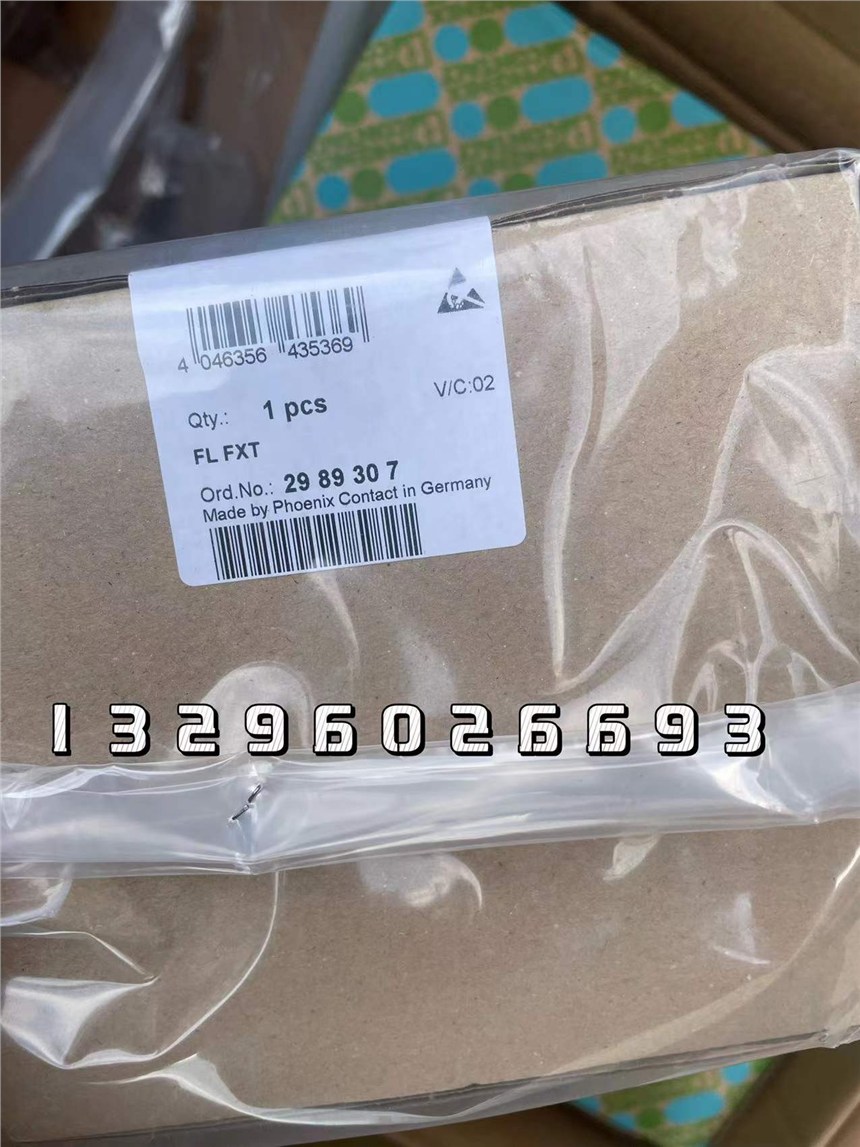 4 046356 435369
V/C:02
Qty.: 1 pcs
FL FXT
Ord.No.: 29 89 30 7
Made by Phoenix Contact in Germany
13296026693